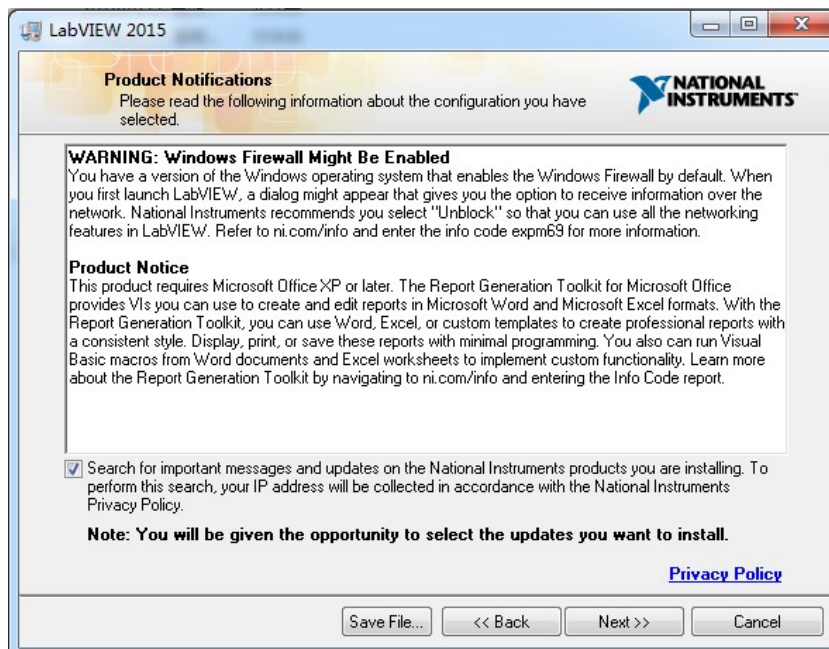 LabVIEW 2015
Product Notifications
Please read the following information about the configuration you have
selected.
NATIONAL
INSTRUMENTS
WARNING: Windows Firewall Might Be Enabled
You have a version of the Windows operating system that enables the Windows Firewall by default. When
you first launch LabVIEW, a dialog might appear that gives you the option to receive information over the
network. National Instruments recommends you select "Unblock" so that you can use all the networking
features in LabVIEW. Refer to ni.com/info and enter the info code expm69 for more information.
Product Notice
This product requires Microsoft Office XP or later. The Report Generation Toolkit for Microsoft Office
provides VIs you can use to create and edit reports in Microsoft Word and Microsoft Excel formats. With the
Report Generation Toolkit, you can use Word, Excel, or custom templates to create professional reports with
a consistent style. Display, print, or save these reports with minimal programming. You also can run Visual
Basic macros from Word documents and Excel worksheets to implement custom functionality. Learn more
about the Report Generation Toolkit by navigating to ni.com/info and entering the Info Code report.
Search for important messages and updates on the National Instruments products you are installing. To
perform this search, your IP address will be collected in accordance with the National Instruments
Privacy Policy.
Note: You will be given the opportunity to select the updates you want to install.
Privacy Policy
Save File... << Back Next >> Cancel